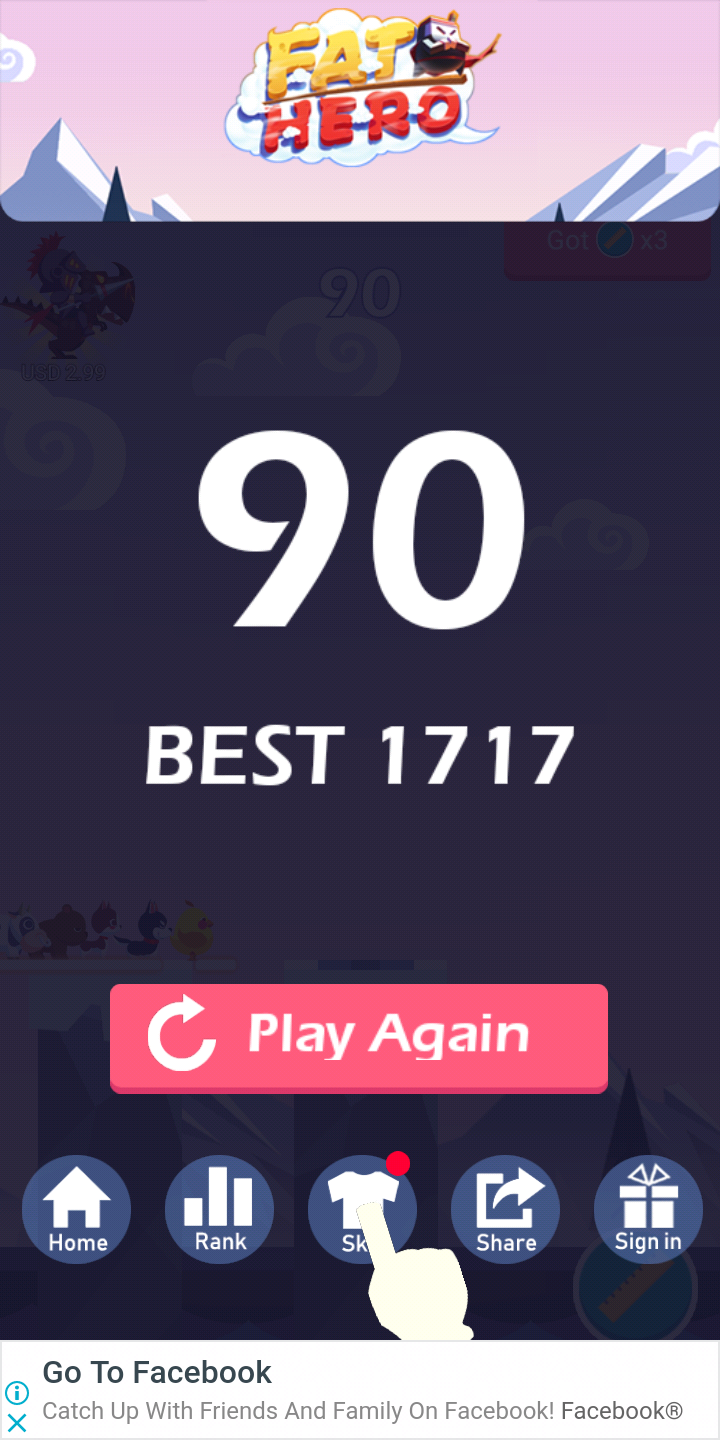 FAT
HERO
Got x3
90
USD 2.99
90
BEST 1717
Play Again
Home
Rank
Sk
Share
Sign in
Go To Facebook
Catch Up With Friends And Family On Facebook! Facebook®